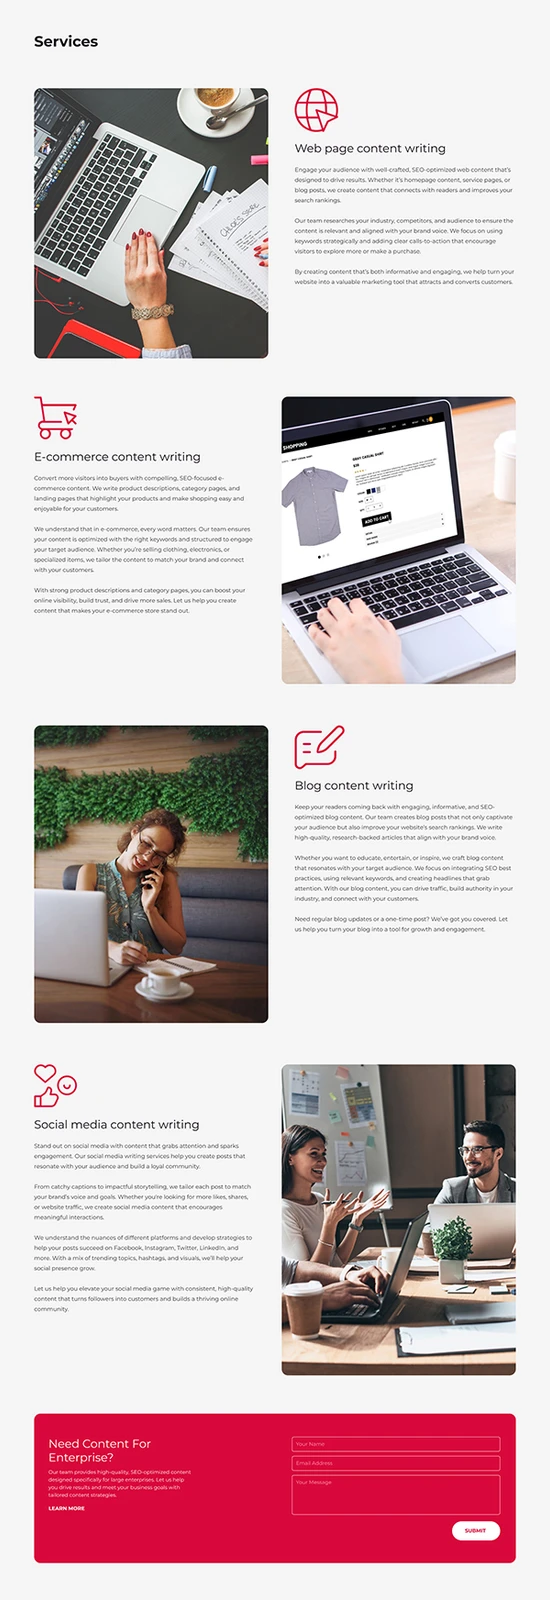 Services
Web page content writing
Engage your audience with well-crafted, SEO-optimized web content that's
designed to drive results. Whether it's homepage content, service pages, or
blog posts, we create content that connects with readers and improves your
search rankings.
Our team researches your industry, competitors, and audience to ensure the
content is relevant and aligned with your brand voice. We focus on using
keywords strategically and adding clear calls-to-action that encourage
visitors to explore more or make a purchase.
By creating content that's both informative and engaging, we help turn your
website into a valuable marketing tool that attracts and converts customers.
E-commerce content writing
Convert more visitors into buyers with compelling, SEO-focused e-
commerce content. We write product descriptions, category pages, and
landing pages that highlight your products and make shopping easy and
enjoyable for your customers.
We understand that in e-commerce, every word matters. Our team ensures
your content is optimized with the right keywords and structured to engage
your target audience. Whether you're selling clothing, electronics, or
specialized items, we tailor the content to match your brand and connect
with your customers.
With strong product descriptions and category pages, you can boost your
online visibility, build trust, and drive more sales. Let us help you create
content that makes your e-commerce store stand out.
SHOPPING
GREY CASUAL SHIRT
ADD TO CART
Blog content writing
Keep your readers coming back with engaging, informative, and SEO-
optimized blog content. Our team creates blog posts that not only captivate
your audience but also improve your website's search rankings. We write
high-quality, research-backed articles that align with your brand voice.
Whether you want to educate, entertain, or inspire, we craft blog content
that resonates with your target audience. We focus on integrating SEO best
practices, using relevant keywords, and creating headlines that grab
attention. With our blog content, you can drive traffic, build authority in your
industry, and connect with your customers.
Need regular blog updates or a one-time post? We've got you covered. Let
us help you turn your blog into a tool for growth and engagement.
Social media content writing
Stand out on social media with content that grabs attention and sparks
engagement. Our social media writing services help you create posts that
resonate with your audience and build a loyal community.
From catchy captions to impactful storytelling, we tailor each post to match
your brand's voice and goals. Whether you're looking for more likes, shares,
or website traffic, we create social media content that encourages
meaningful interactions.
We understand the nuances of different platforms and develop strategies to
help your posts succeed on Facebook, Instagram, Twitter, LinkedIn, and
more. With a mix of trending topics, hashtags, and visuals, we'll help your
social presence grow.
Let us help you elevate your social media game with consistent, high-quality
content that turns followers into customers and builds a thriving online
community.
Need Content For
Enterprise?
Our team provides high-quality, SEO-optimized content
designed specifically for large enterprises. Let us help
you drive results and meet your business goals with
tailored content strategies.
LEARN MORE
Your Name
Email Address
Your Message
SUBMIT